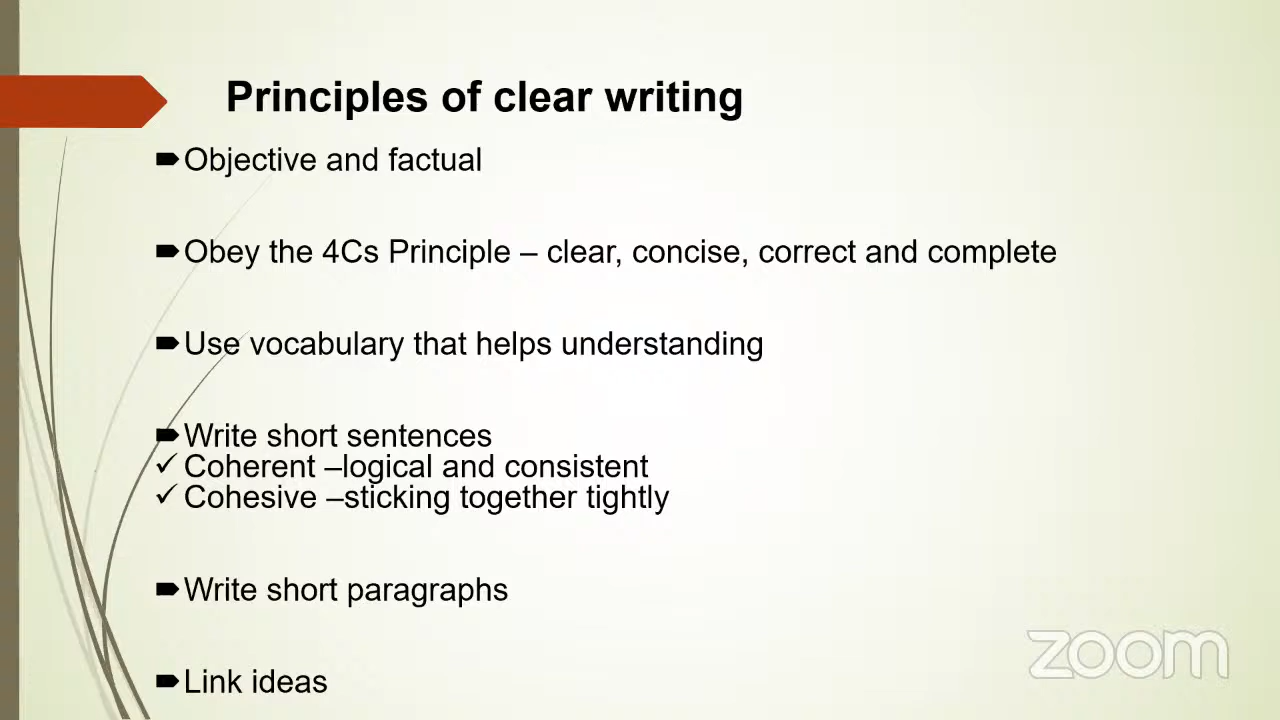 Principles of clear writing
Objective and factual
Obey the 4Cs Principle – clear, concise, correct and complete
Use vocabulary that helps understanding
Write short sentences
✓ Coherent –logical and consistent
✓ Cohesive –sticking together tightly
Write short paragraphs
Link ideas
zoom